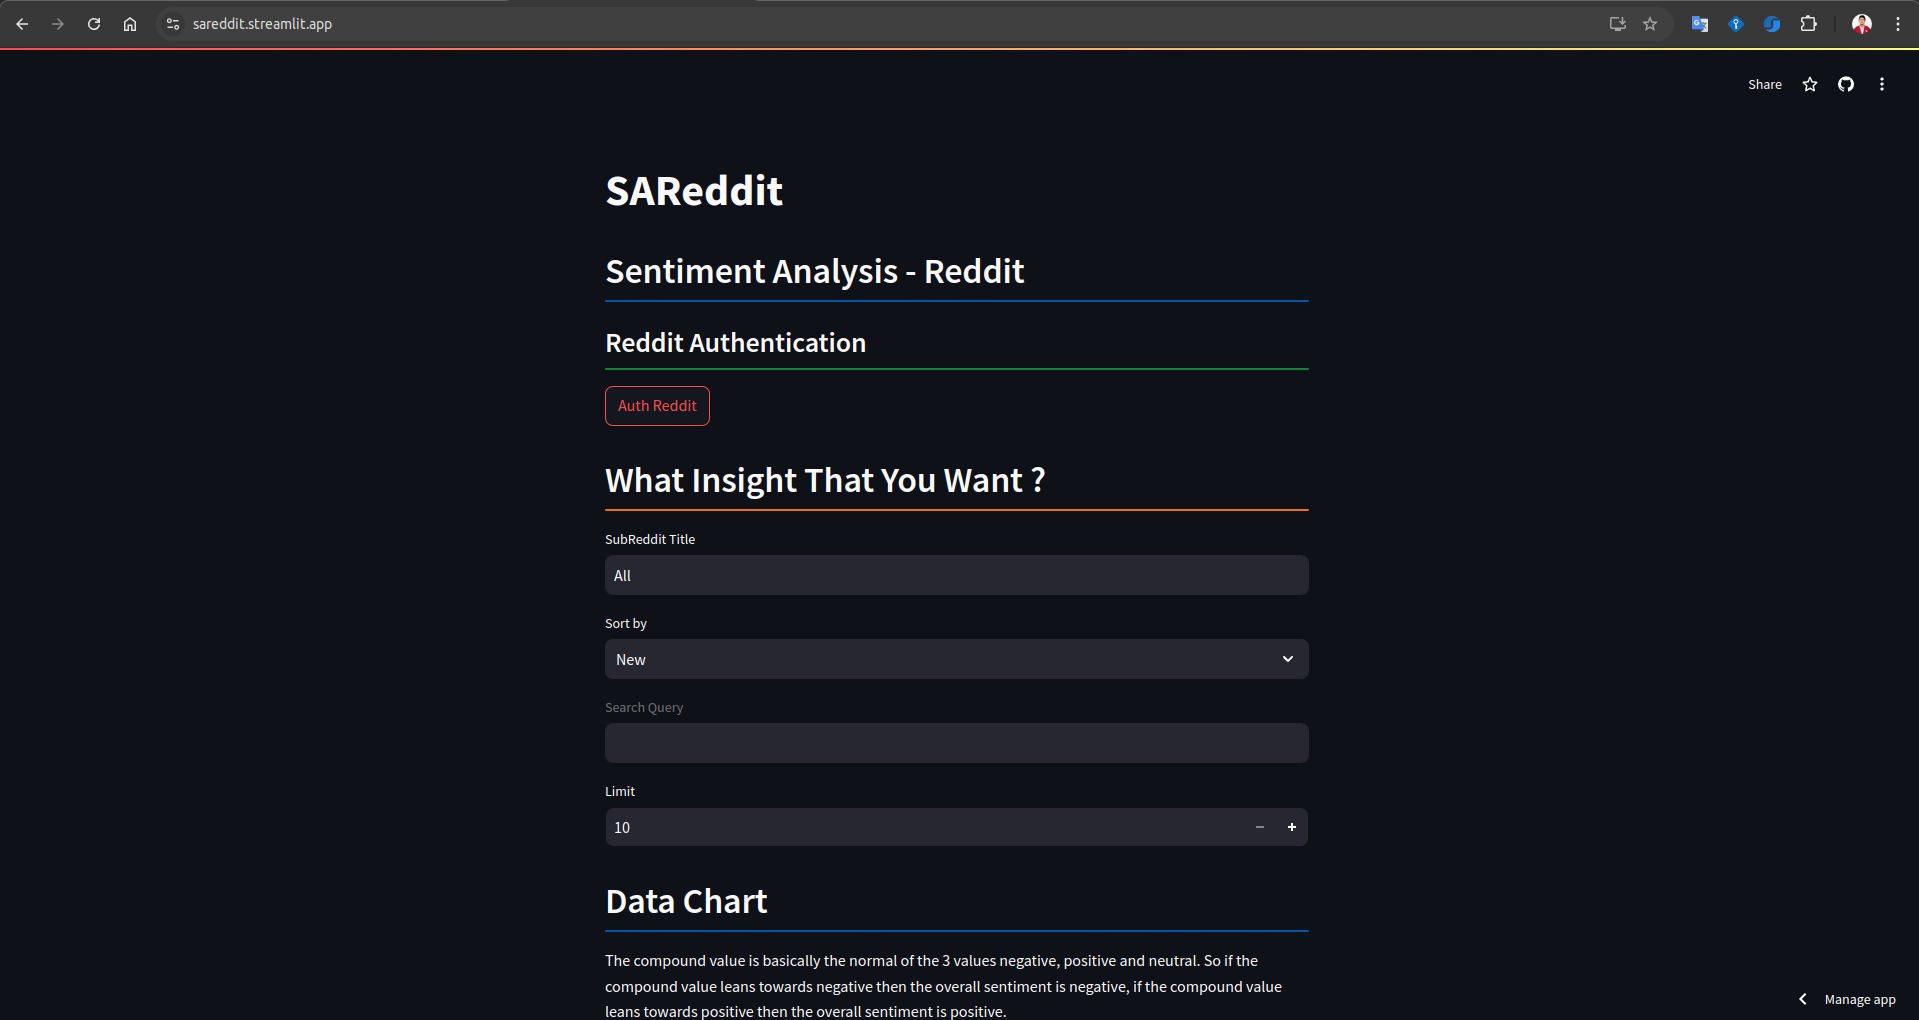 sareddit.streamlit.app
Share
SAReddit
Sentiment Analysis - Reddit
Reddit Authentication
Auth Reddit
What Insight That You Want ?
SubReddit Title
All
Sort by
New
Search Query
Limit
10
Data Chart
The compound value is basically the normal of the 3 values negative, positive and neutral. So if the
compound value leans towards negative then the overall sentiment is negative, if the compound value
leans towards positive then the overall sentiment is positive.
Manage app